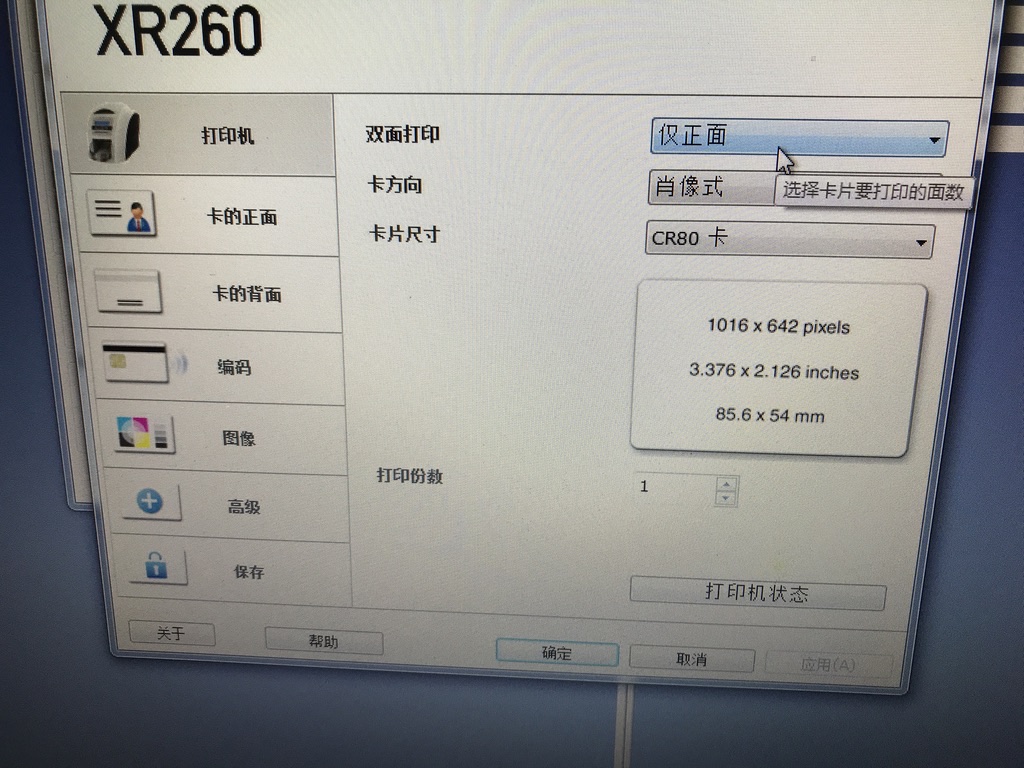 XR260
打印机
卡的正面
卡的背面
编码
图像
高级
保存
双面打印
仅正面
卡方向
肖像式
选择卡片要打印的面数
卡片尺寸
CR80 卡
1016 x 642 pixels
3.376 x 2.126 inches
85.6 x 54 mm
打印份数
1
打印机状态
关于
帮助
确定
取消
应用(A)